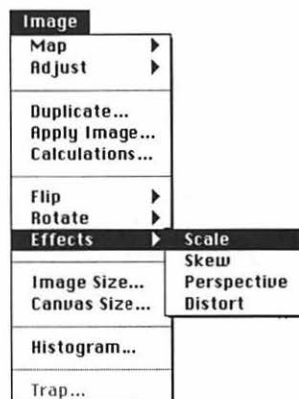 Image
Map
Adjust
Duplicate...
Apply Image...
Calculations...
Flip
Rotate
Effects
Scale
Skew
Perspective
Distort
Image Size...
Canvas Size...
Histogram...
Trap...